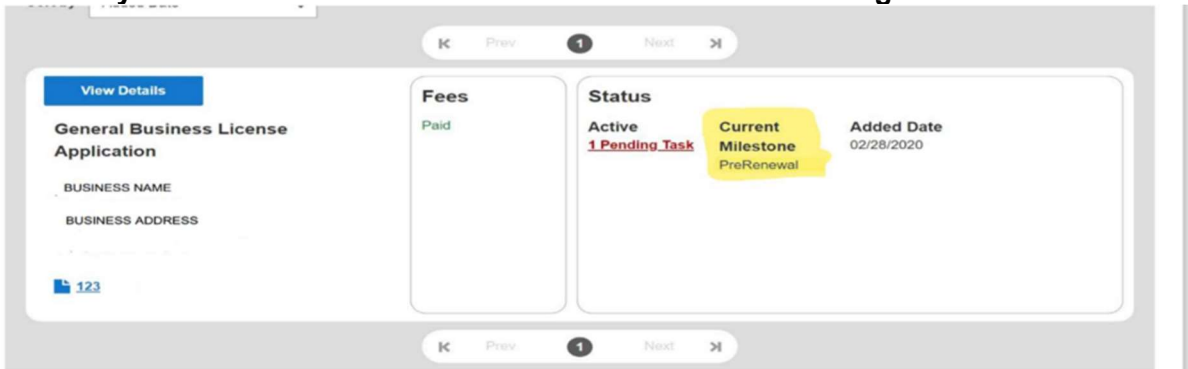 Prev 1 Next
View Details
General Business License
Application
BUSINESS NAME
BUSINESS ADDRESS
123
Fees
Paid
Status
Active
1 Pending Task
Current
Milestone
PreRenewal
Added Date
02/28/2020
Prev 1 Next